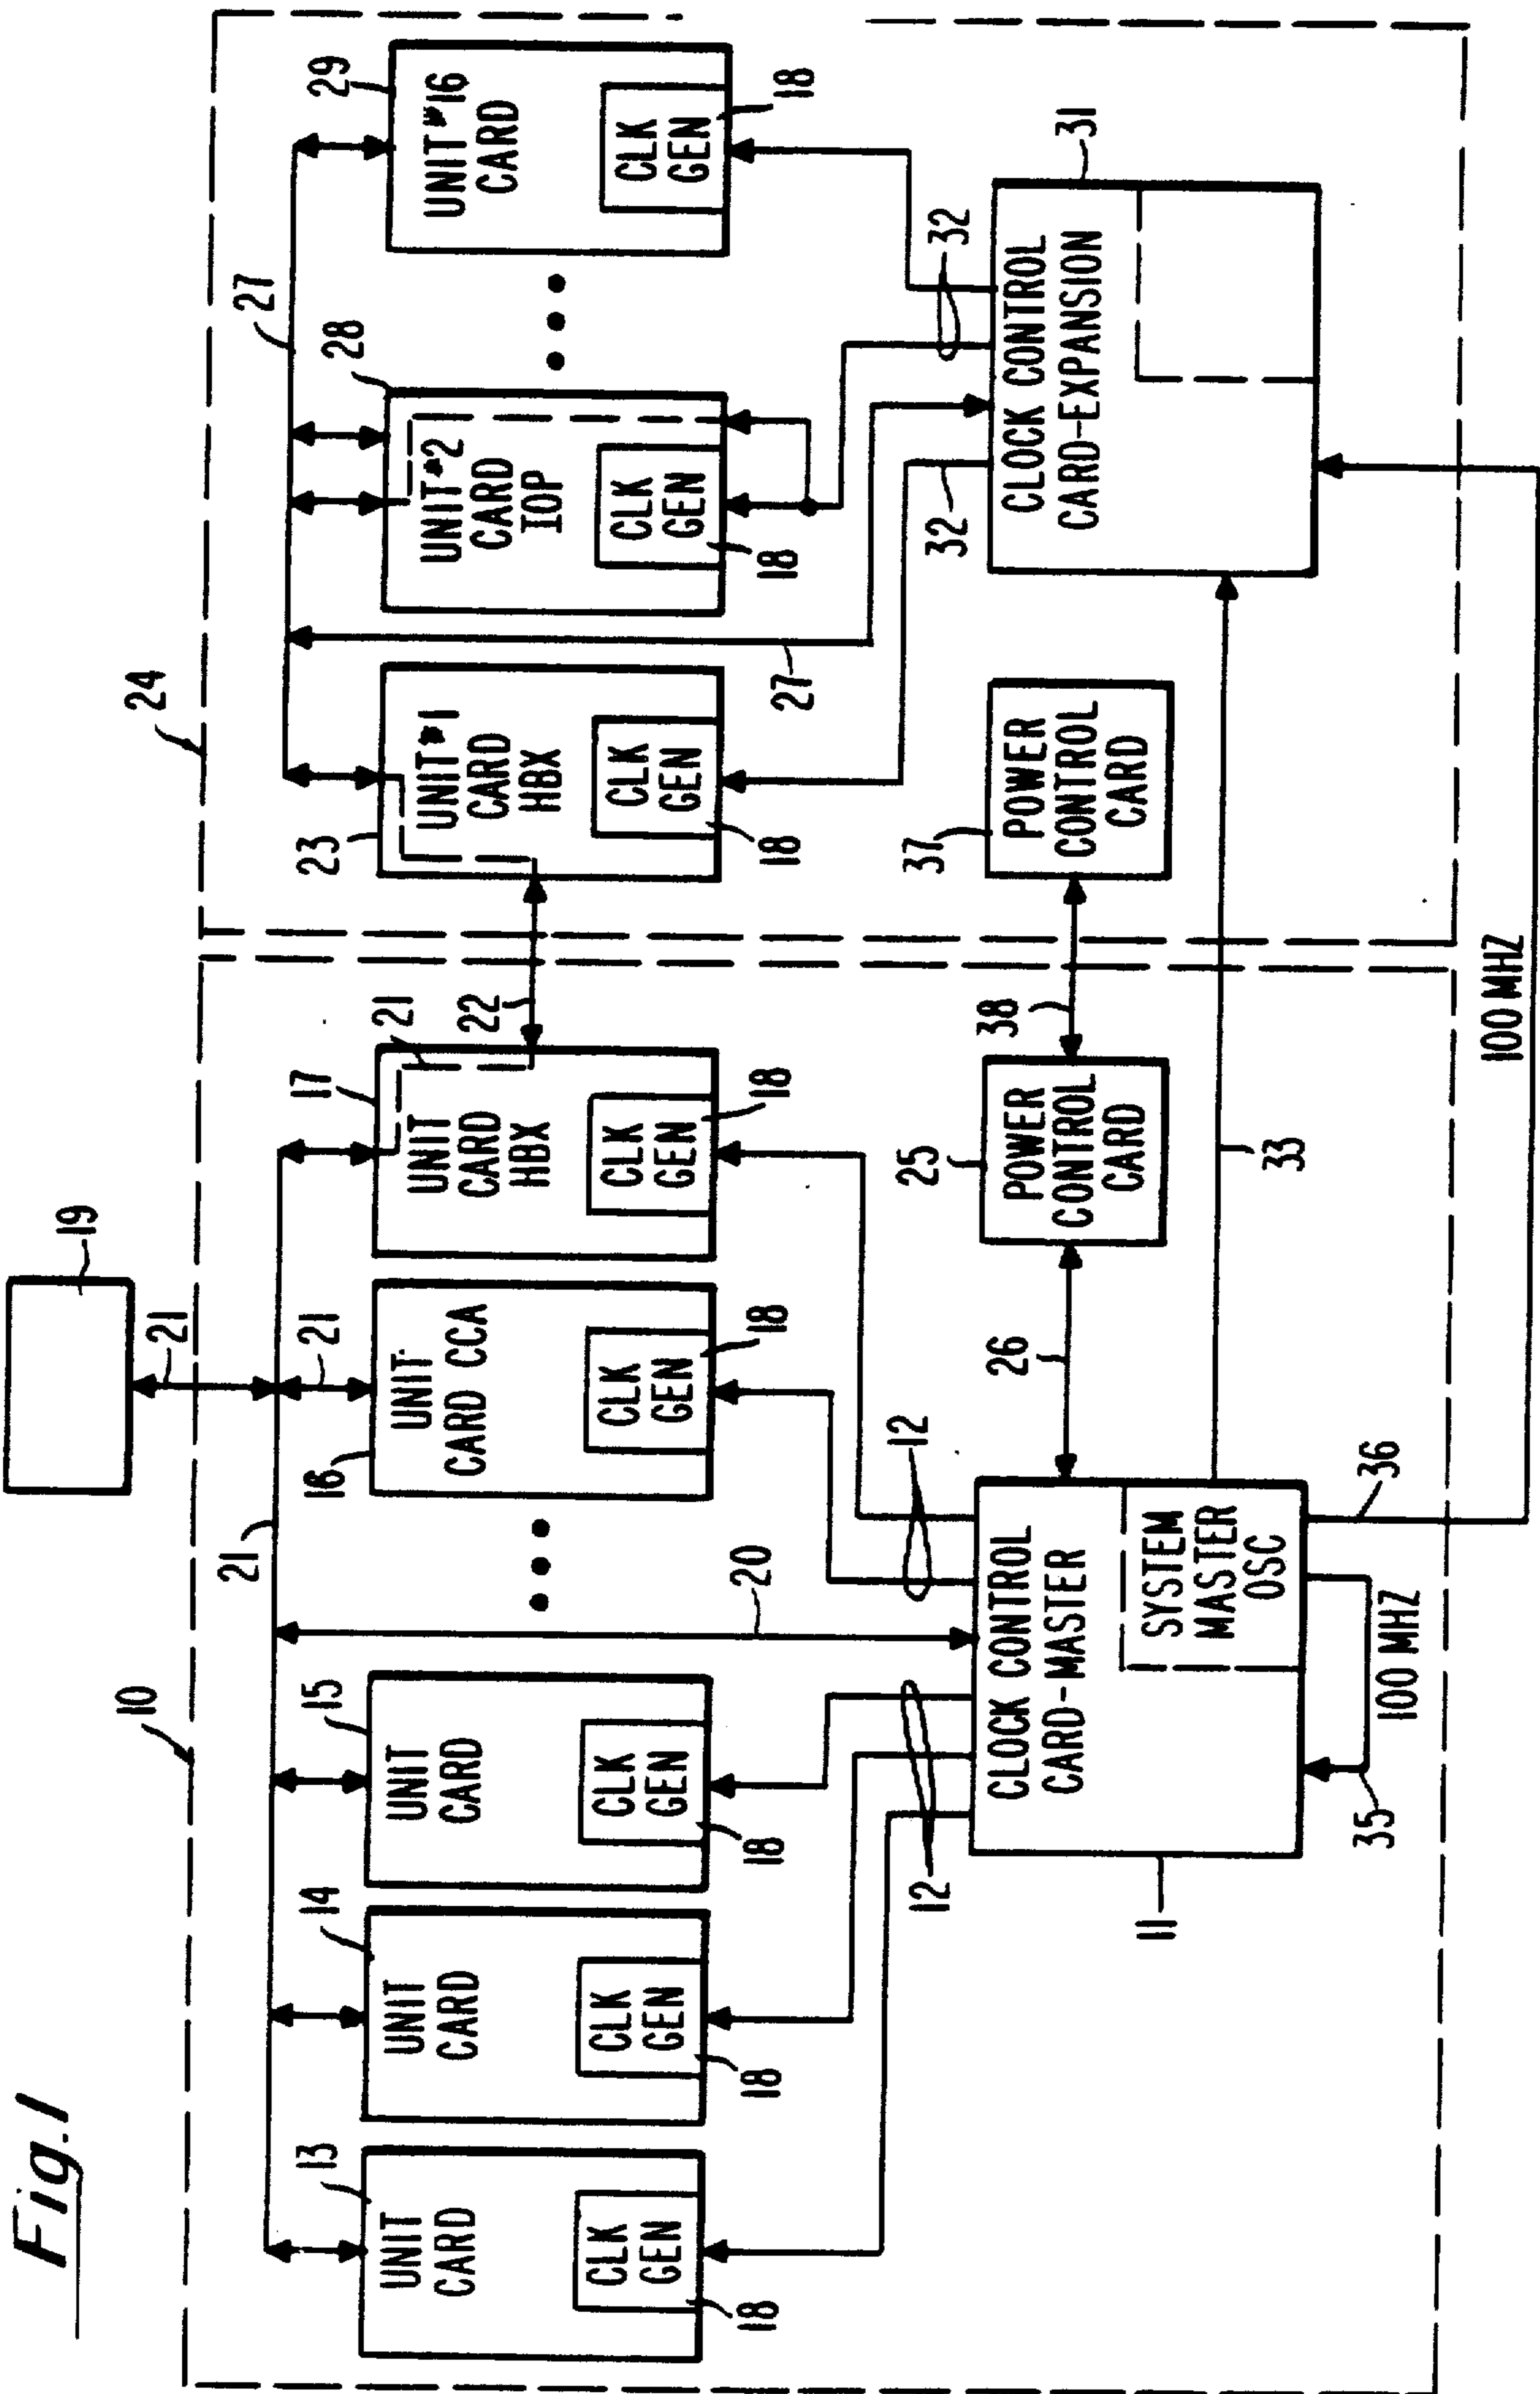 Fig. 1
19
21
10
24
21
21
27
13
UNIT
CARD
CLK
GEN
18
14
UNIT
CARD
CLK
GEN
18
15
UNIT
CARD
CLK
GEN
18
16
UNIT
CARD CCA
CLK
GEN
18
17
UNIT
CARD
HBX
CLK
GEN
18
21
22
23
UNIT #1
CARD
HBX
CLK
GEN
18
28
UNIT #2
CARD
IOP
CLK
GEN
18
29
UNIT #16
CARD
CLK
GEN
18
20
27
12
12
32
32
CLOCK CONTROL
CARD-MASTER
SYSTEM
MASTER
OSC
11
26
25
POWER
CONTROL
CARD
38
37
POWER
CONTROL
CARD
CLOCK CONTROL
CARD-EXPANSION
31
33
35
100 MHZ
36
100 MHZ